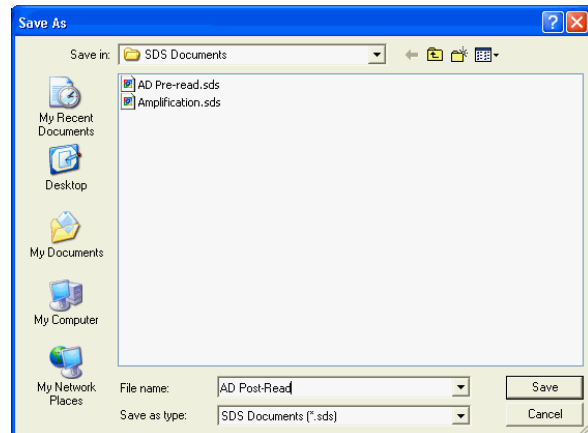 Save As
Save in:
SDS Documents
AD Pre-read.sds
Amplification.sds
My Recent
Documents
Desktop
My Documents
My Computer
My Network
Places
File name:
AD Post-Read
Save
Save as type:
SDS Documents (*.sds)
Cancel